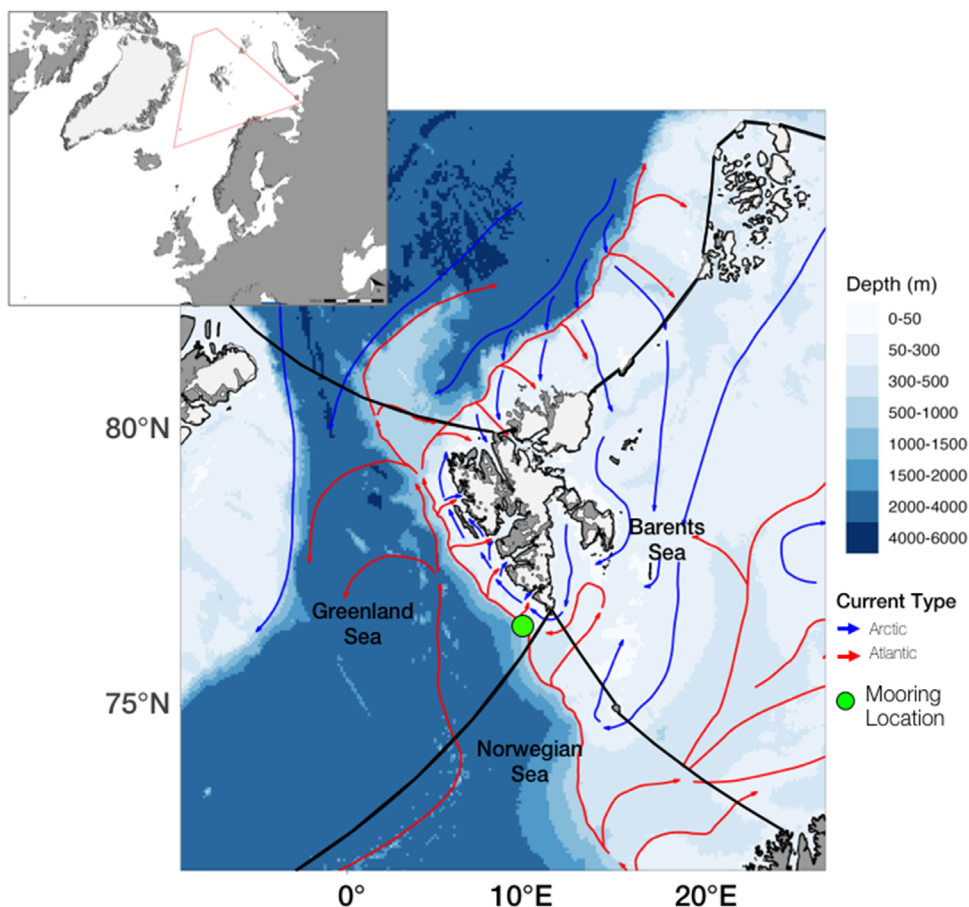 Depth (m)
0-50
50-300
300-500
500-1000
1000-1500
1500-2000
2000-4000
4000-6000
80°N
Barents
Sea
Current Type
Arctic
Atlantic
Greenland
Sea
Mooring
Location
75°N
Norwegian
Sea
0°
10°E
20°E